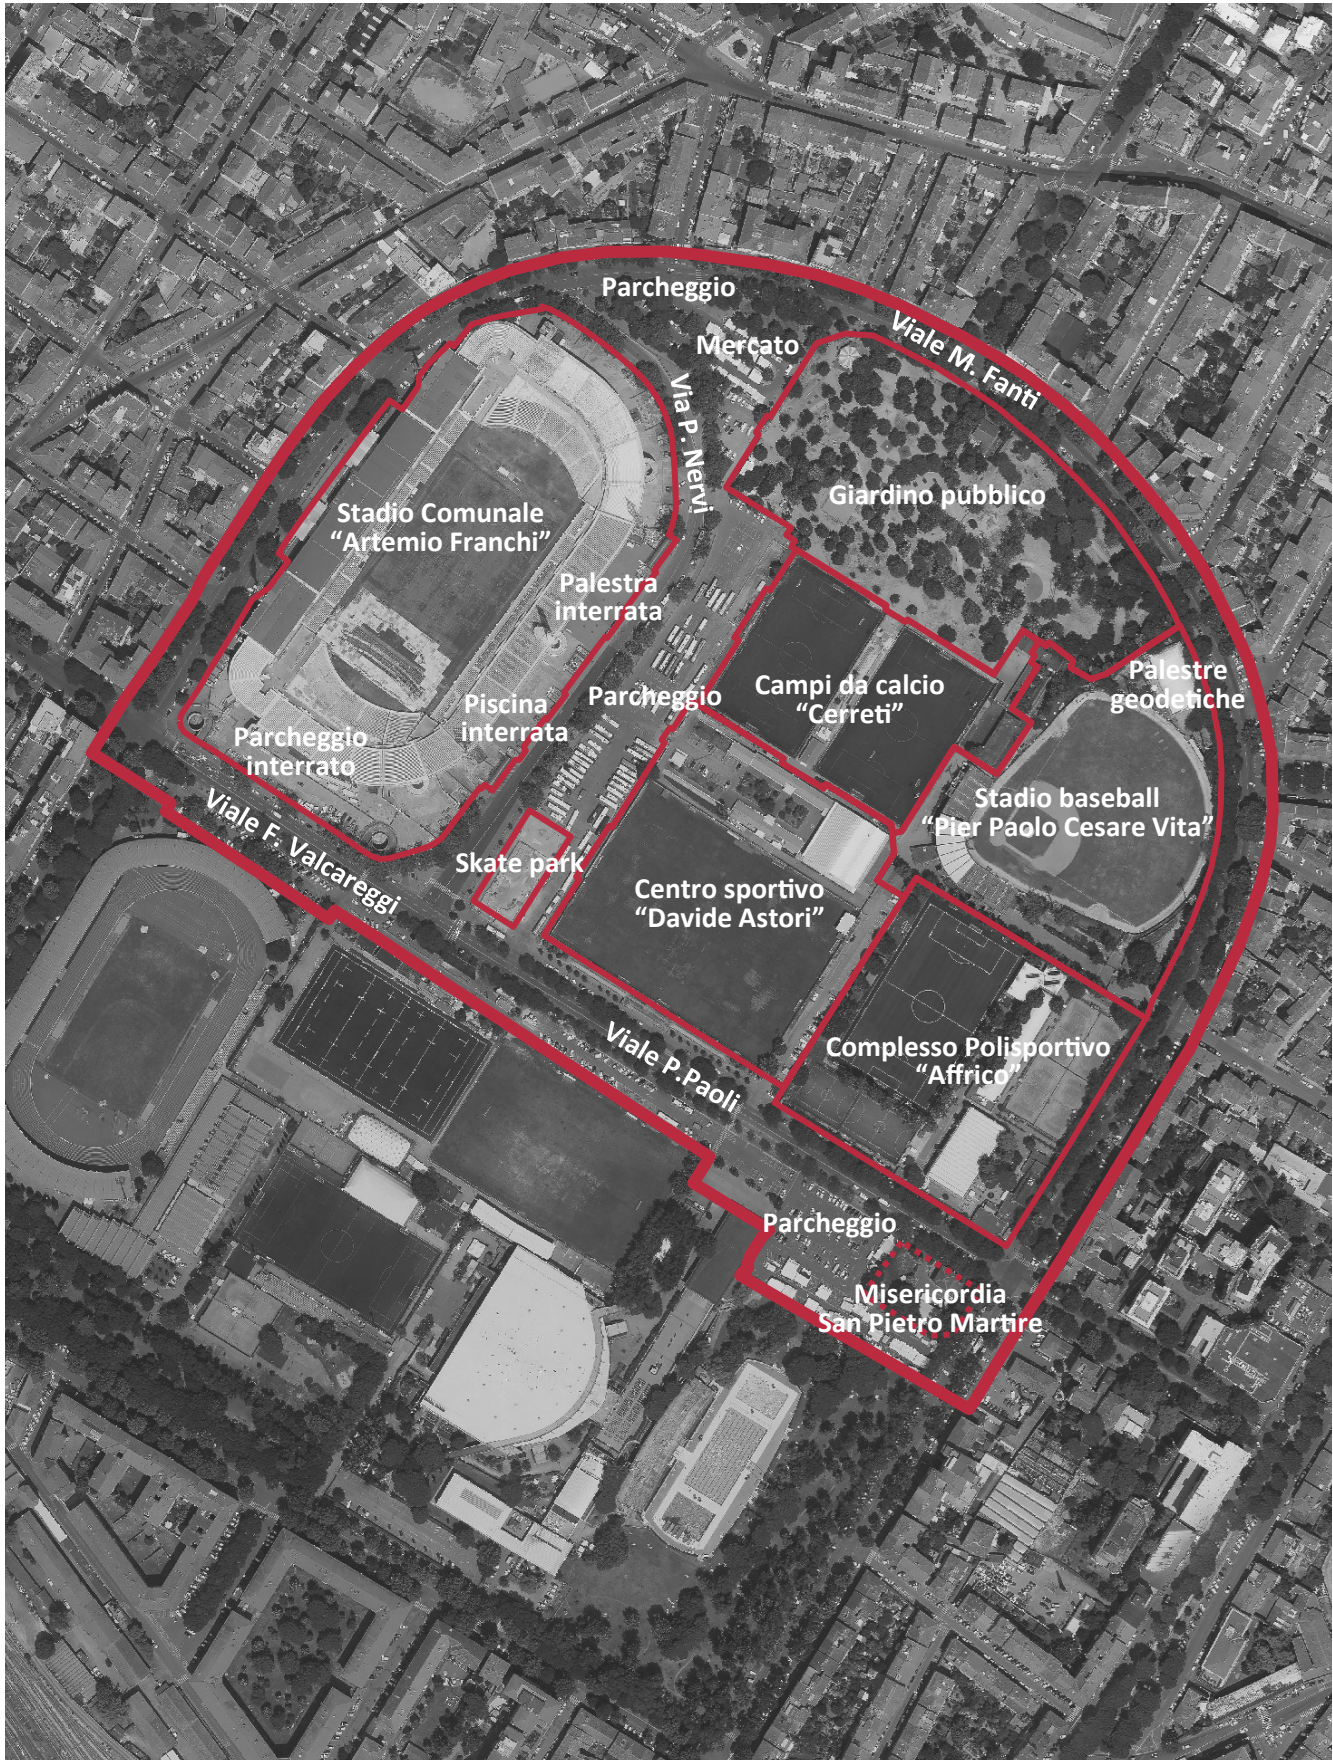 Parcheggio
Viale M. Fanti
Mercato
Via P. Nervi
Giardino pubblico
Stadio Comunale
“Artemio Franchi”
Palestra
interrata
Palestre
geodetiche
Campi da calcio
“Cerreti”
Parcheggio
Piscina
interrata
Parcheggio
interrato
Stadio baseball
“Pier Paolo Cesare Vita”
Viale F. Valcareggi
Skate park
Centro sportivo
“Davide Astori”
Viale P.Paoli
Complesso Polisportivo
“Affrico”
Parcheggio
Misericordia
San Pietro Martire